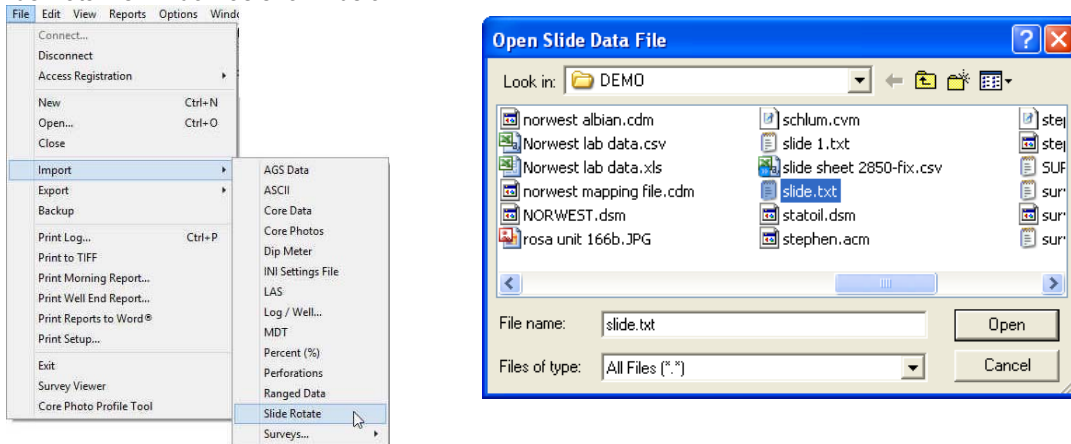 File Edit View Reports Options Windo
Connect...
Disconnect
Access Registration
New Ctrl+N
Open... Ctrl+O
Close
Import
Export
Backup
Print Log... Ctrl+P
Print to TIFF
Print Morning Report...
Print Well End Report...
Print Reports to Word®
Print Setup...
Exit
Survey Viewer
Core Photo Profile Tool
AGS Data
ASCII
Core Data
Core Photos
Dip Meter
INI Settings File
LAS
Log / Well...
MDT
Percent (%)
Perforations
Ranged Data
Slide Rotate
Surveys...
Open Slide Data File
Look in: DEMO
norwest albian.cdm
Norwest lab data.csv
Norwest lab data.xls
norwest mapping file.cdm
NORWEST.dsm
rosa unit 166b.JPG
schlum.cvm
slide 1.txt
slide sheet 2850-fix.csv
slide.txt
statoil.dsm
stephen.acm
File name: slide.txt Open
Files of type: All Files (*.*) Cancel